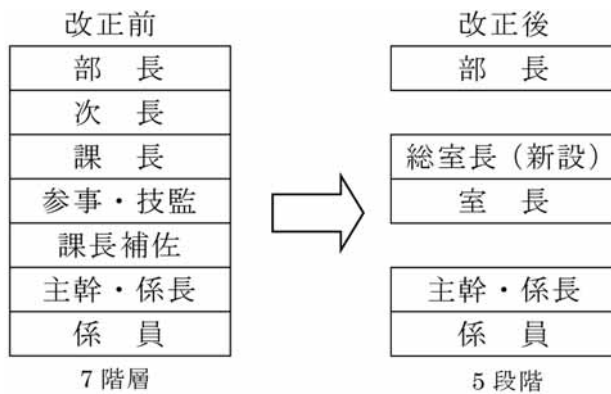 改正前
部　長
次　長
課　長
参事・技監
課長補佐
主幹・係長
係　員
7階層
改正後
部　長
総室長（新設）
室　長
主幹・係長
係　員
5段階